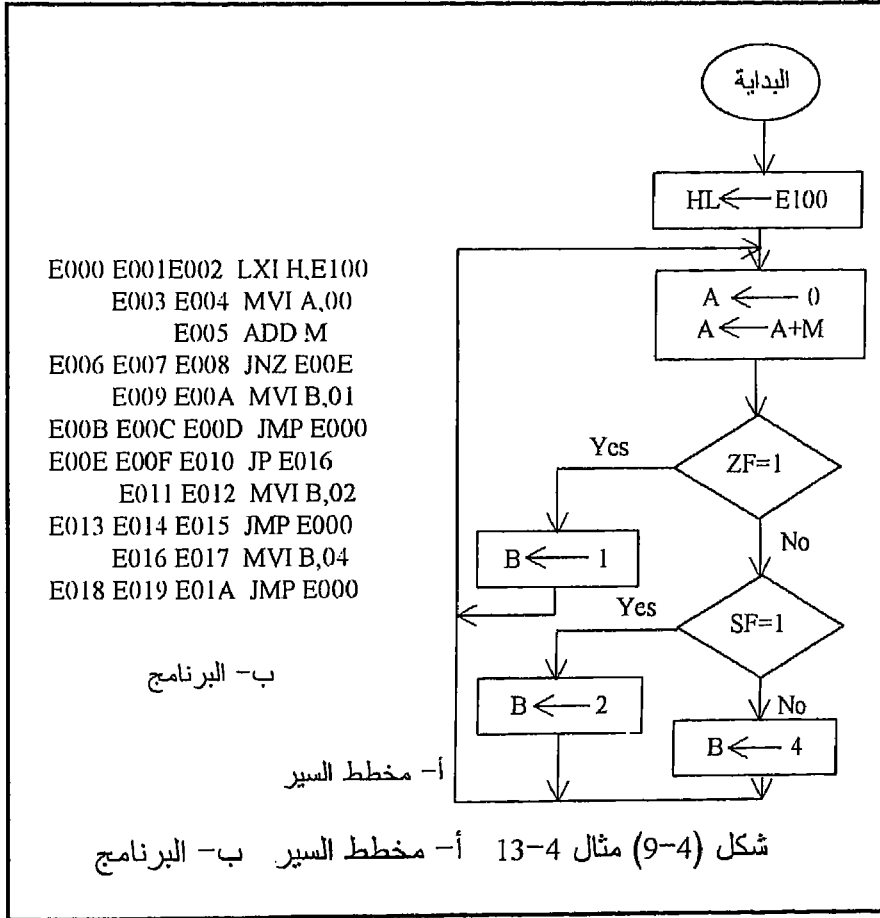 البداية
HL ← E100
A ← 0
A ← A+M
ZF=1
Yes
No
B ← 1
SF=1
Yes
No
B ← 2
B ← 4
أ- مخطط السير
E000 E001E002 LXI H,E100
E003 E004 MVI A,00
E005 ADD M
E006 E007 E008 JNZ E00E
E009 E00A MVI B,01
E00B E00C E00D JMP E000
E00E E00F E010 JP E016
E011 E012 MVI B,02
E013 E014 E015 JMP E000
E016 E017 MVI B,04
E018 E019 E01A JMP E000
ب- البرنامج
شكل (4-9) مثال 4-13 أ- مخطط السير ب- البرنامج